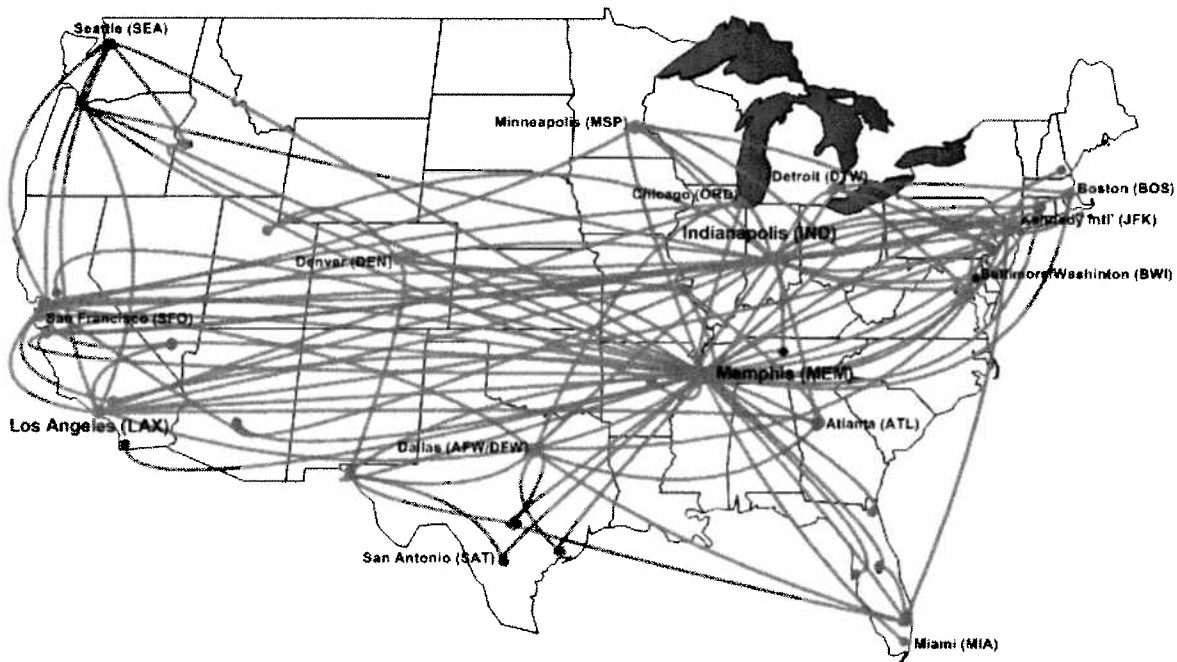 Seattle (SEA)
Minneapolis (MSP)
Detroit (DTW)
Boston (BOS)
Chicago (ORD)
Kennedy Intl' (JFK)
Indianapolis (IND)
Denver (DEN)
Baltimore/Washinton (BWI)
San Francisco (SFO)
Memphis (MEM)
Los Angeles (LAX)
Atlanta (ATL)
Dallas (AFW/DFW)
San Antonio (SAT)
Miami (MIA)